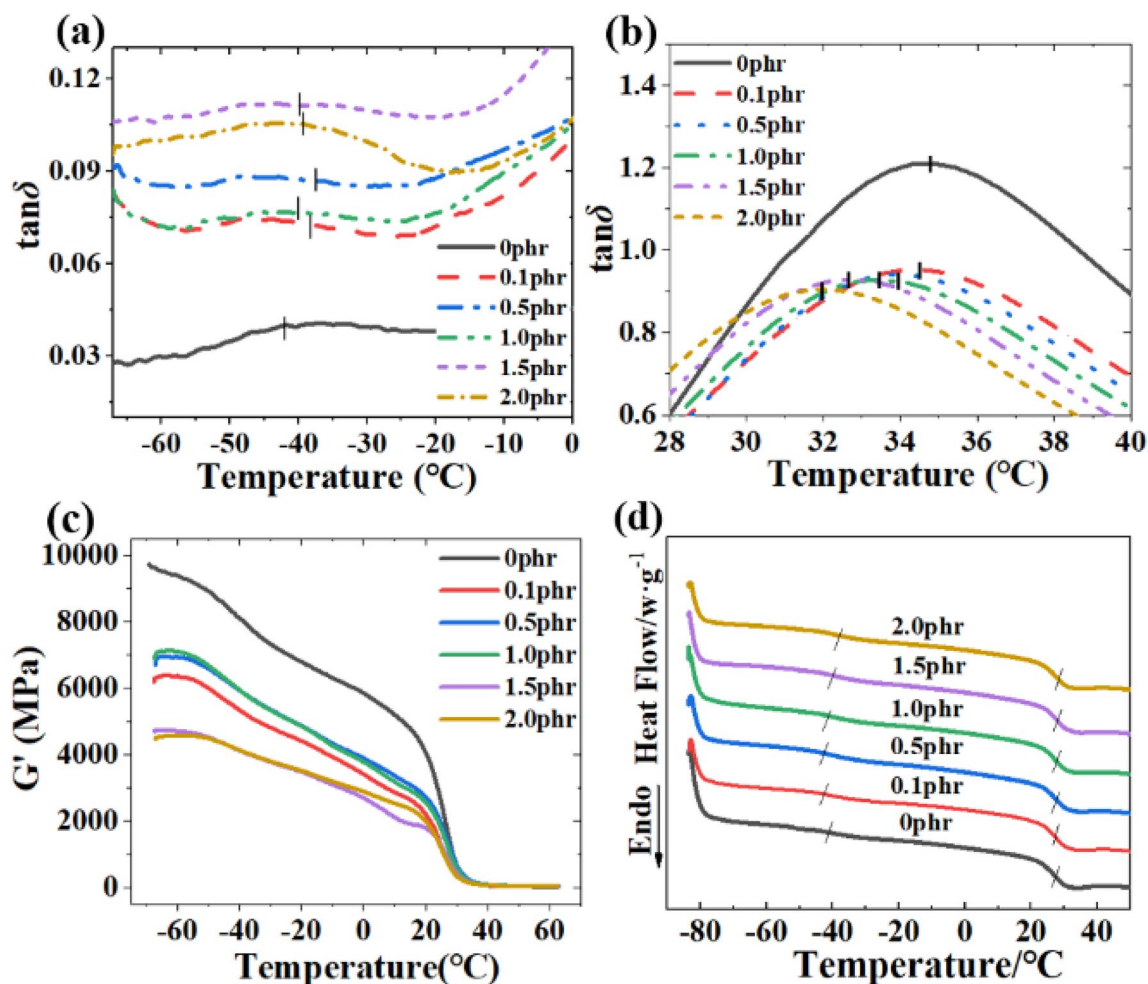 (a)
0.12
0.09
0.06
0.03
tanδ
-60 -50 -40 -30 -20 -10 0
Temperature (°C)
0phr
0.1phr
0.5phr
1.0phr
1.5phr
2.0phr
(b)
1.4
1.2
1.0
0.8
0.6
tanδ
28 30 32 34 36 38 40
Temperature (°C)
0phr
0.1phr
0.5phr
1.0phr
1.5phr
2.0phr
(c)
10000
8000
6000
4000
2000
0
G' (MPa)
-60 -40 -20 0 20 40 60
Temperature(°C)
0phr
0.1phr
0.5phr
1.0phr
1.5phr
2.0phr
(d)
Endo
Heat Flow/w·g⁻¹
2.0phr
1.5phr
1.0phr
0.5phr
0.1phr
0phr
-80 -60 -40 -20 0 20 40
Temperature/°C